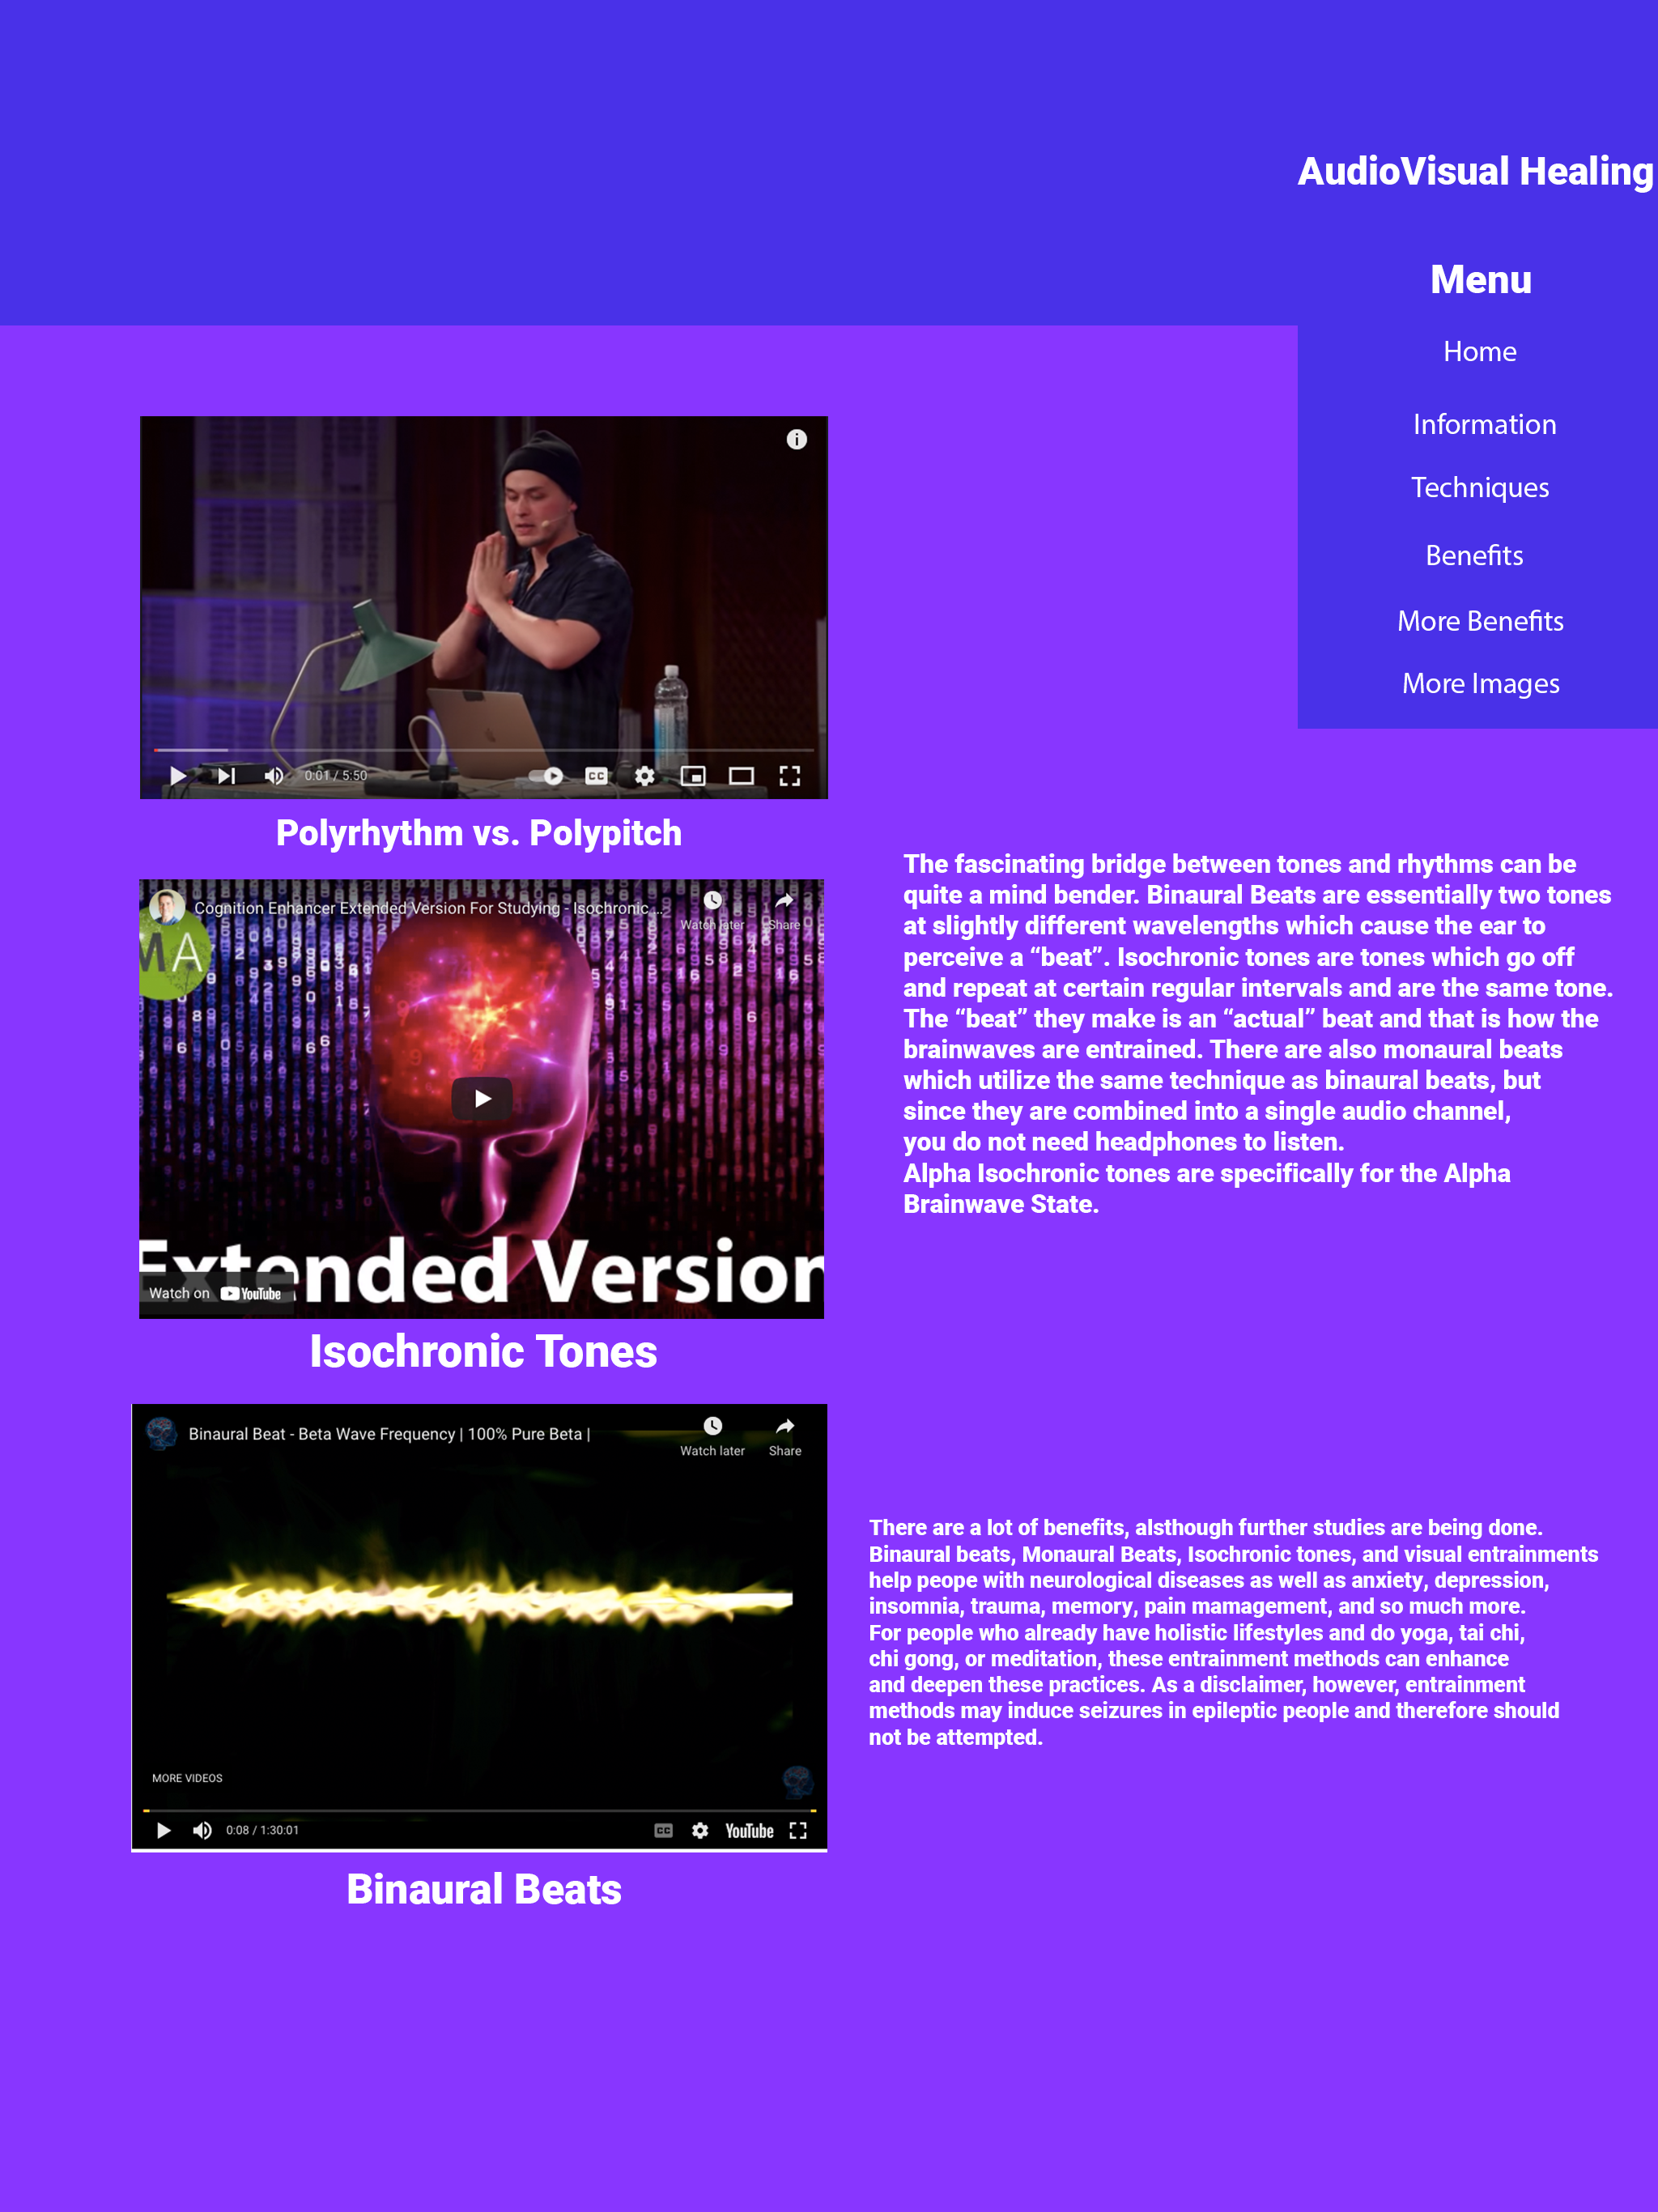 AudioVisual Healing
Menu
Home
Information
Techniques
Benefits
More Benefits
More Images
0:01 / 5:50
CC
Polyrhythm vs. Polypitch
MA
Cognition Enhancer Extended Version For Studying - Isochronic ...
Watch later
Share
Extended Version
Watch on YouTube
Isochronic Tones
The fascinating bridge between tones and rhythms can be
quite a mind bender. Binaural Beats are essentially two tones
at slightly different wavelengths which cause the ear to
perceive a “beat”. Isochronic tones are tones which go off
and repeat at certain regular intervals and are the same tone.
The “beat” they make is an “actual” beat and that is how the
brainwaves are entrained. There are also monaural beats
which utilize the same technique as binaural beats, but
since they are combined into a single audio channel,
you do not need headphones to listen.
Alpha Isochronic tones are specifically for the Alpha
Brainwave State.
Binaural Beat - Beta Wave Frequency | 100% Pure Beta |
Watch later
Share
MORE VIDEOS
0:08 / 1:30:01
CC
YouTube
Binaural Beats
There are a lot of benefits, alsthough further studies are being done.
Binaural beats, Monaural Beats, Isochronic tones, and visual entrainments
help peope with neurological diseases as well as anxiety, depression,
insomnia, trauma, memory, pain mamagement, and so much more.
For people who already have holistic lifestyles and do yoga, tai chi,
chi gong, or meditation, these entrainment methods can enhance
and deepen these practices. As a disclaimer, however, entrainment
methods may induce seizures in epileptic people and therefore should
not be attempted.